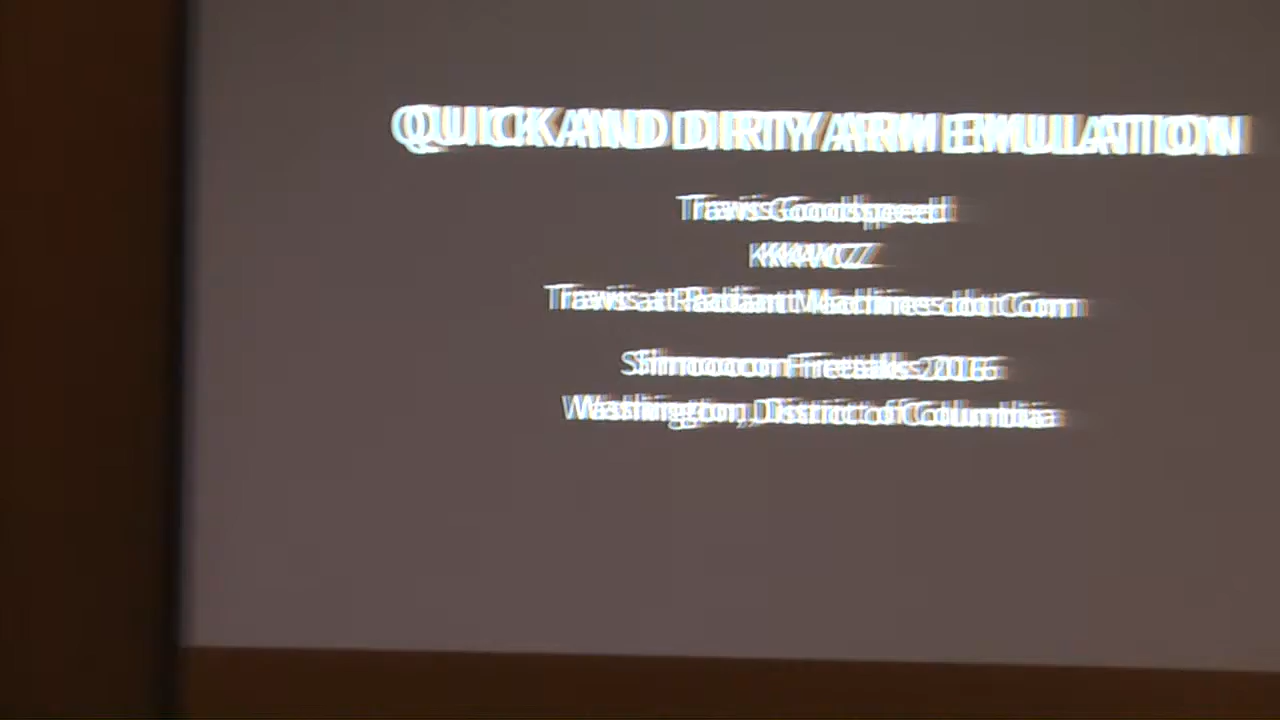 QUICK AND DIRTY ARM EMULATION
Travis Goodspeed
KK4VCZ
Travis at Radiant Machines dot Com
Shmoocon Firetalks 2016
Washington, District of Columbia